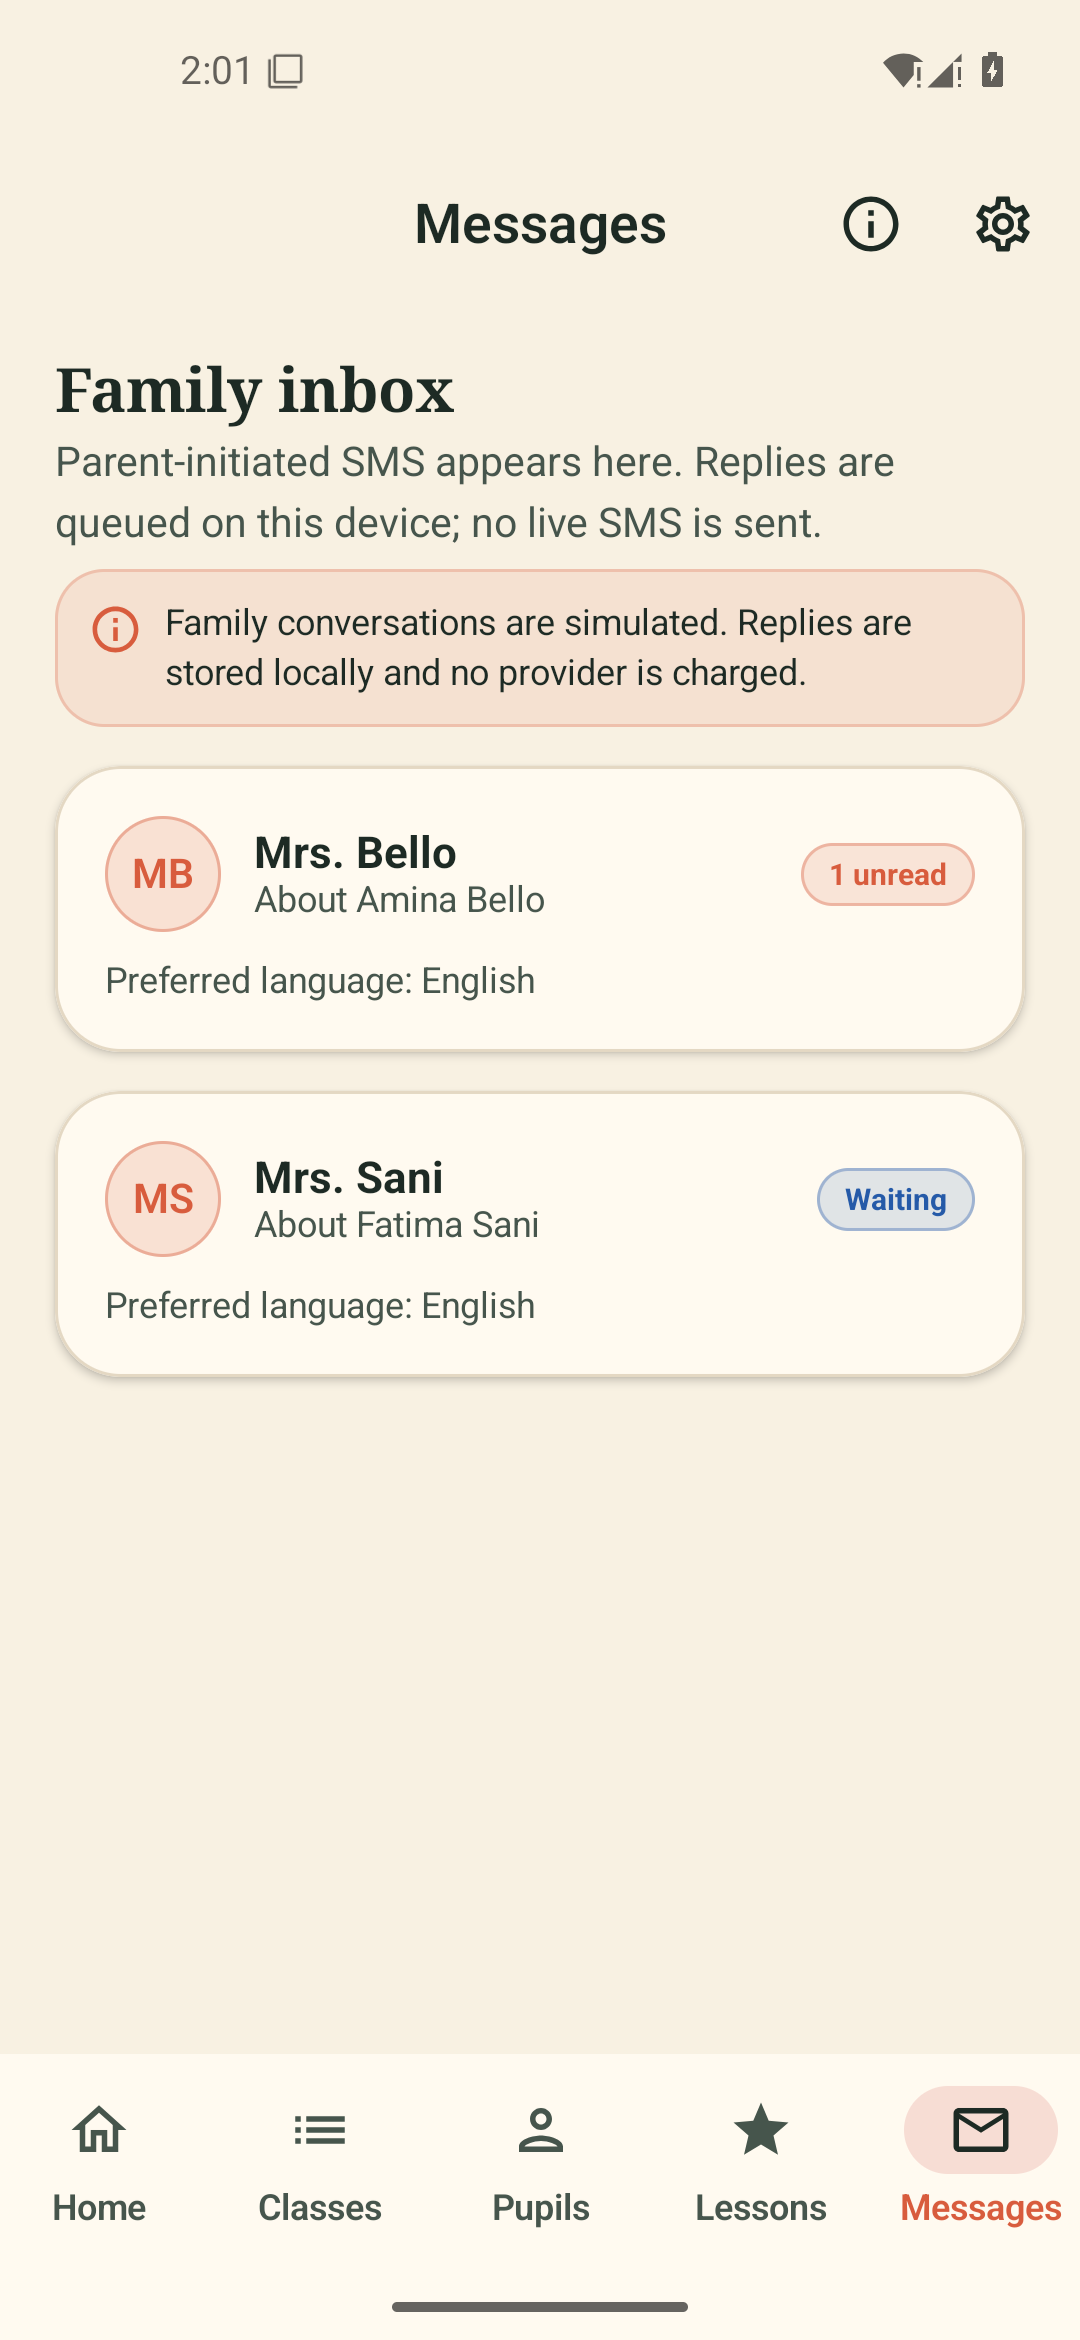 2:01
Messages
Family inbox
Parent-initiated SMS appears here. Replies are
queued on this device; no live SMS is sent.
Family conversations are simulated. Replies are
stored locally and no provider is charged.
MB
Mrs. Bello
About Amina Bello
1 unread
Preferred language: English
MS
Mrs. Sani
About Fatima Sani
Waiting
Preferred language: English
Home
Classes
Pupils
Lessons
Messages